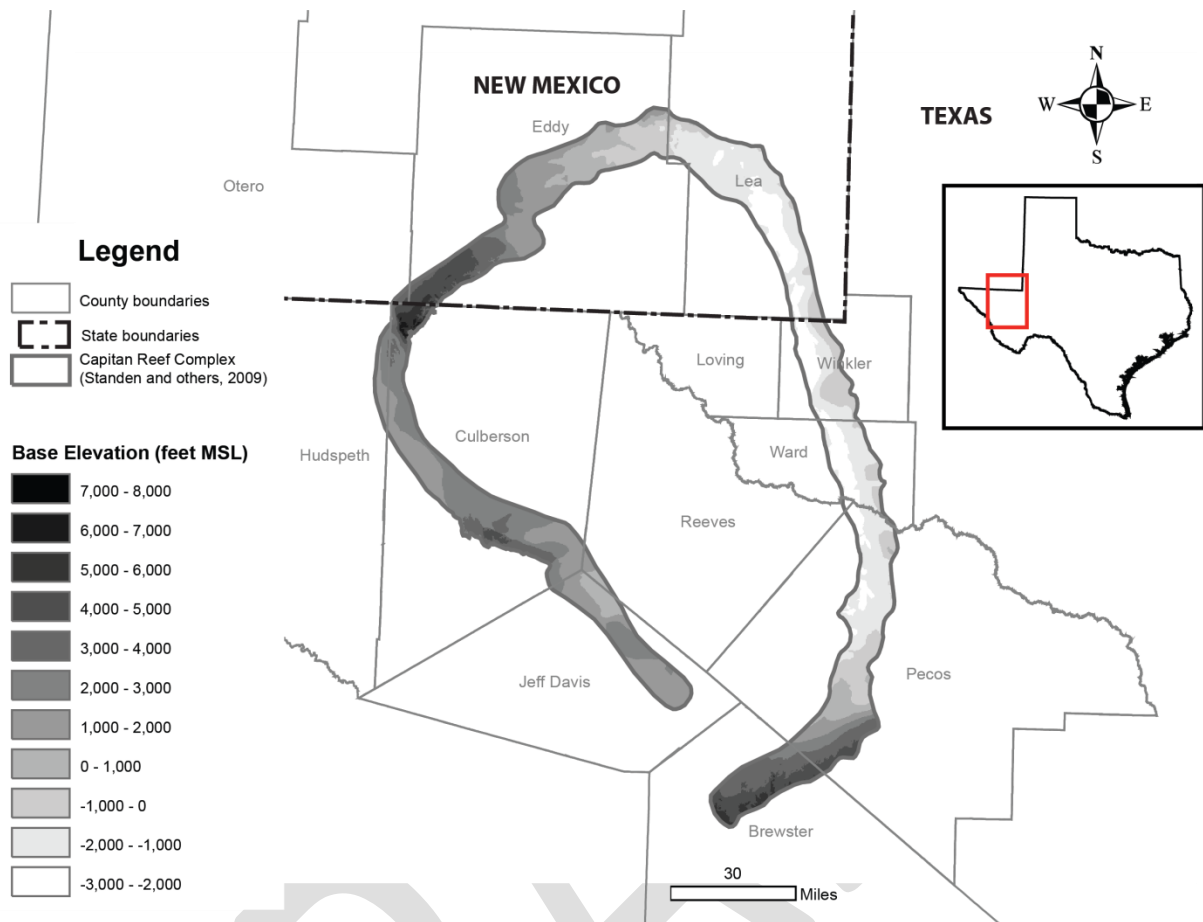 NEW MEXICO
TEXAS
N
W
E
S
Eddy
Otero
Lea
Legend
County boundaries
State boundaries
Capitan Reef Complex
(Standen and others, 2009)
Loving
Winkler
Culberson
Hudspeth
Ward
Reeves
Base Elevation (feet MSL)
7,000 - 8,000
6,000 - 7,000
5,000 - 6,000
4,000 - 5,000
3,000 - 4,000
2,000 - 3,000
1,000 - 2,000
0 - 1,000
-1,000 - 0
-2,000 - -1,000
-3,000 - -2,000
Jeff Davis
Pecos
Brewster
30
Miles